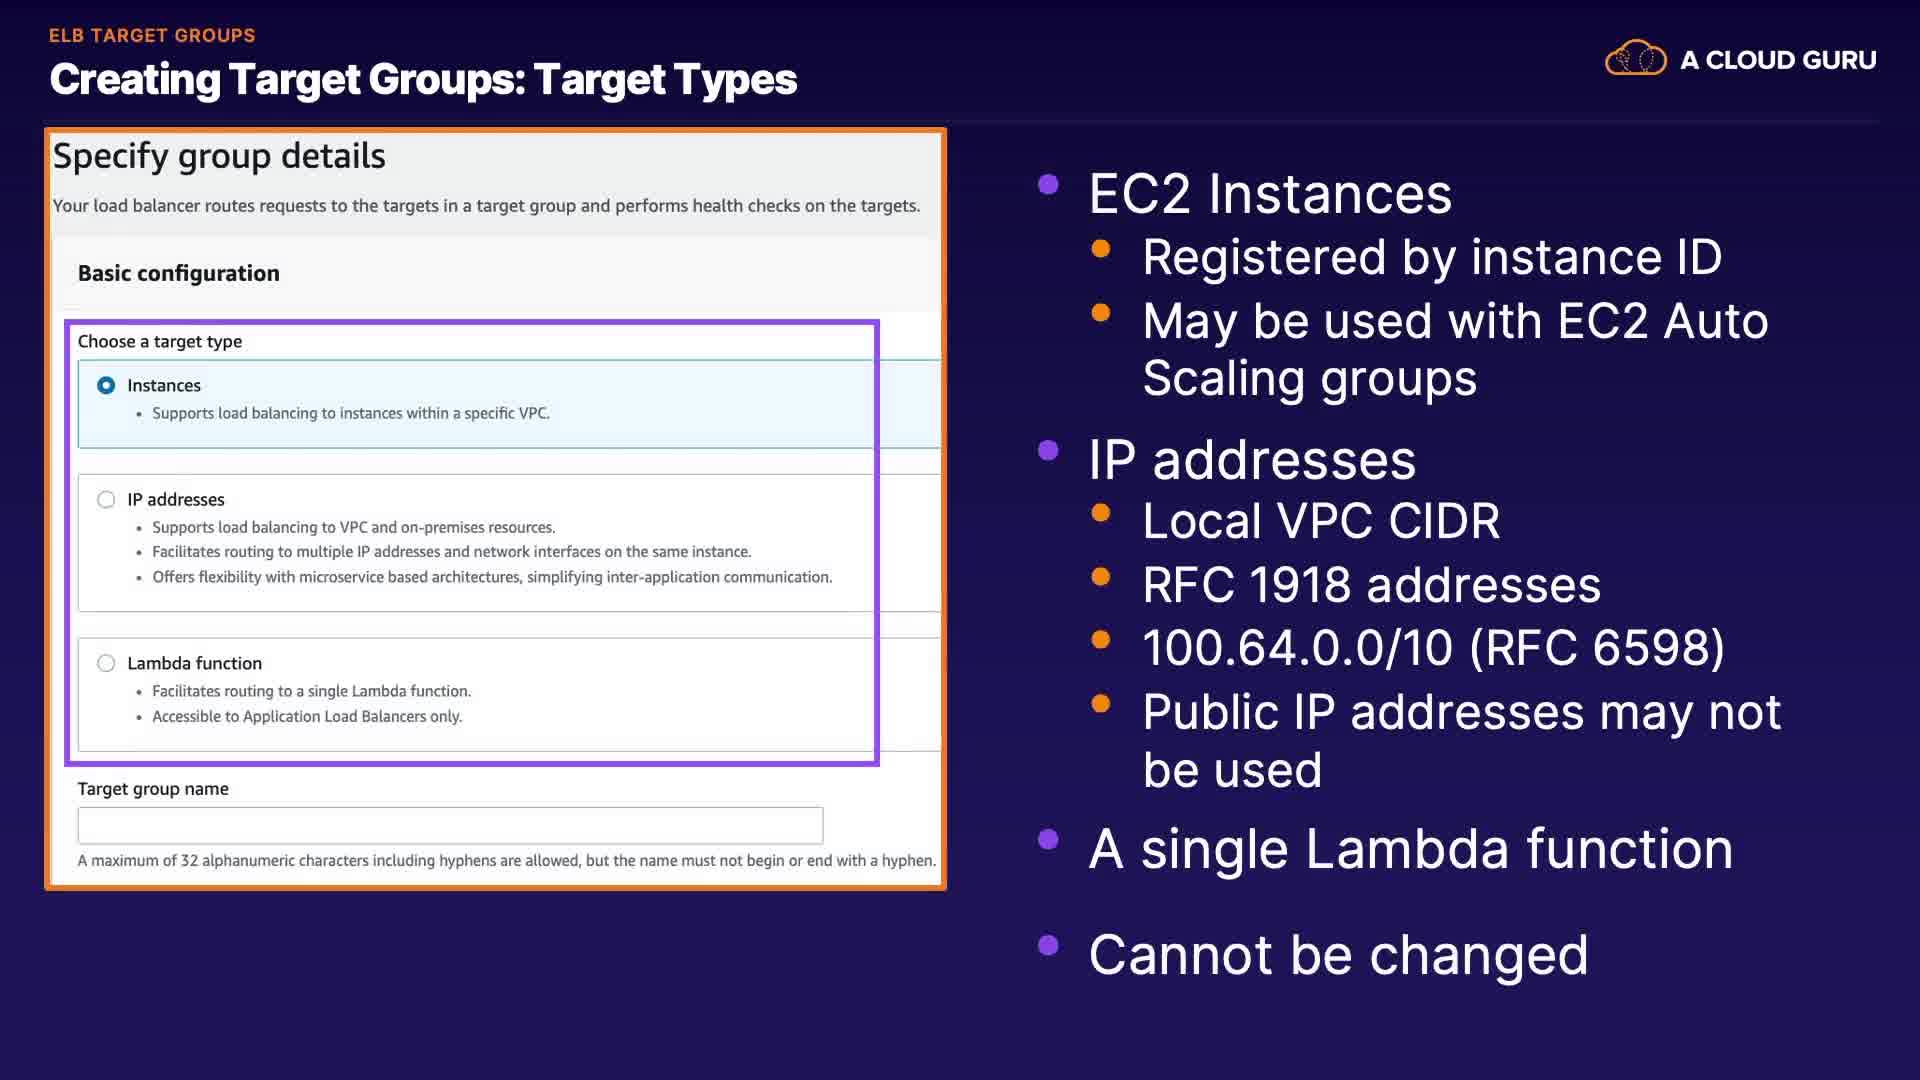 ELB TARGET GROUPS
Creating Target Groups: Target Types
A CLOUD GURU
Specify group details
Your load balancer routes requests to the targets in a target group and performs health checks on the targets.
Basic configuration
Choose a target type
Instances
• Supports load balancing to instances within a specific VPC.
IP addresses
• Supports load balancing to VPC and on-premises resources.
• Facilitates routing to multiple IP addresses and network interfaces on the same instance.
• Offers flexibility with microservice based architectures, simplifying inter-application communication.
Lambda function
• Facilitates routing to a single Lambda function.
• Accessible to Application Load Balancers only.
Target group name
A maximum of 32 alphanumeric characters including hyphens are allowed, but the name must not begin or end with a hyphen.
• EC2 Instances
• Registered by instance ID
• May be used with EC2 Auto
Scaling groups
• IP addresses
• Local VPC CIDR
• RFC 1918 addresses
• 100.64.0.0/10 (RFC 6598)
• Public IP addresses may not
be used
• A single Lambda function
• Cannot be changed